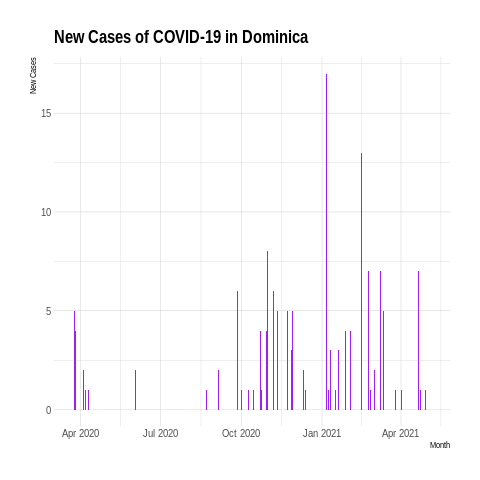 New Cases of COVID-19 in Dominica
New Cases
15
10
5
0
Apr 2020 Jul 2020 Oct 2020 Jan 2021 Apr 2021
Month